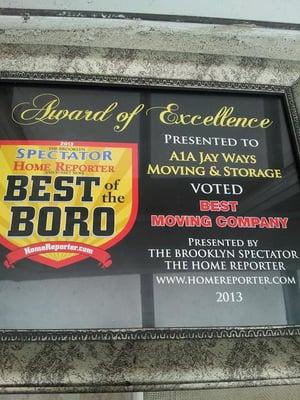 Award of Excellence
2013
THE BROOKLYN
SPECTATOR
HOME REPORTER
BEST of
the
BORO
HomeReporter.com
PRESENTED TO
A1A JAY WAYS
MOVING & STORAGE
VOTED
BEST
MOVING COMPANY
PRESENTED BY
THE BROOKLYN SPECTATOR
THE HOME REPORTER
WWW.HOMEREPORTER.COM
2013